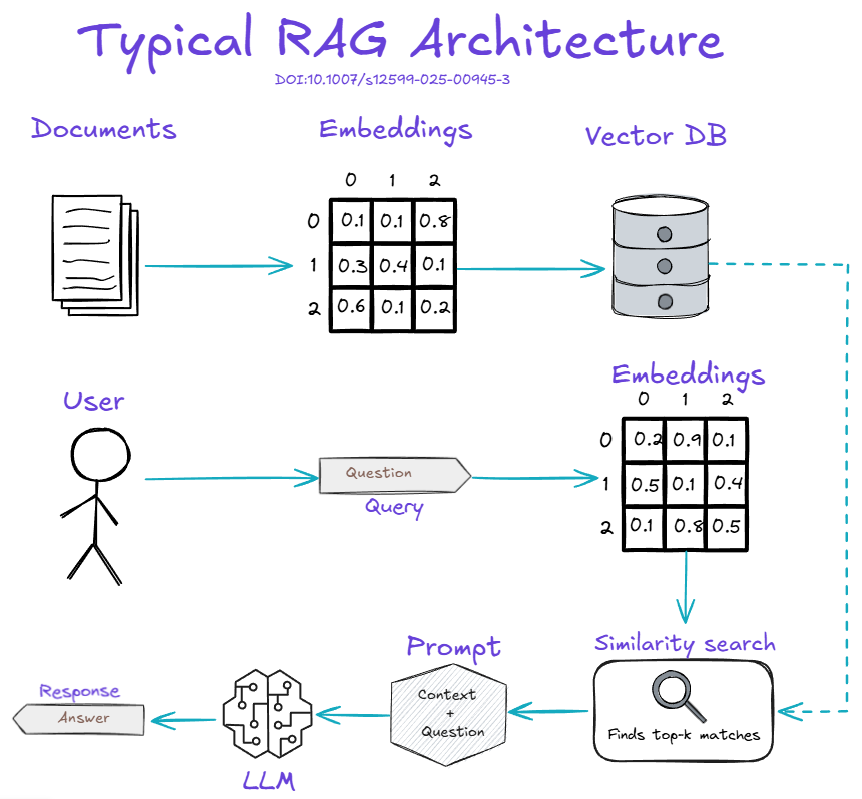 Typical RAG Architecture
DOI:10.1007/s12599-025-00945-3
Documents
Embeddings
Vector DB
0 1 2
0 0.1 0.1 0.8
1 0.3 0.4 0.1
2 0.6 0.1 0.2
User
Question
Query
Embeddings
0 1 2
0 0.2 0.9 0.1
1 0.5 0.1 0.4
2 0.1 0.8 0.5
Similarity search
Finds top-k matches
Prompt
Context
+
Question
LLM
Response
Answer